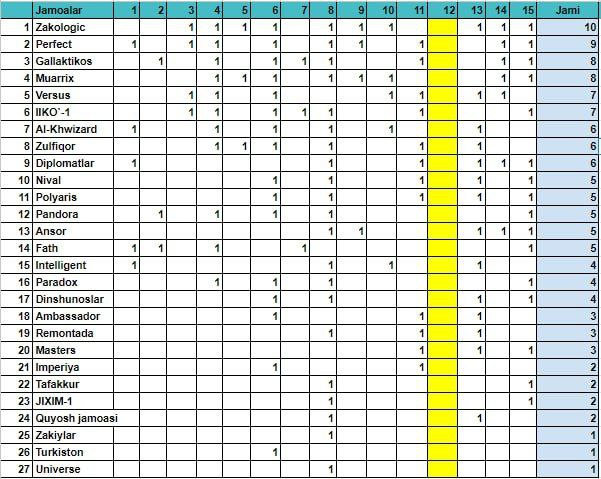 Jamoalar 1 2 3 4 5 6 7 8 9 10 11 12 13 14 15 Jami
1 Zakologic 1 1 1 1 1 1 1 1 1 1 10
2 Perfect 1 1 1 1 1 1 1 1 1 9
3 Gallaktikos 1 1 1 1 1 1 1 1 8
4 Muarrix 1 1 1 1 1 1 1 1 8
5 Versus 1 1 1 1 1 1 1 7
6 IIKO`-1 1 1 1 1 1 1 1 7
7 Al-Khwizard 1 1 1 1 1 1 6
8 Zulfiqor 1 1 1 1 1 1 6
9 Diplomatlar 1 1 1 1 1 1 6
10 Nival 1 1 1 1 1 5
11 Polyaris 1 1 1 1 1 5
12 Pandora 1 1 1 1 1 5
13 Ansor 1 1 1 1 1 5
14 Fath 1 1 1 1 1 5
15 Intelligent 1 1 1 1 4
16 Paradox 1 1 1 1 4
17 Dinshunoslar 1 1 1 1 4
18 Ambassador 1 1 1 3
19 Remontada 1 1 1 3
20 Masters 1 1 1 3
21 Imperiya 1 1 2
22 Tafakkur 1 1 2
23 JIXIM-1 1 1 2
24 Quyosh jamoasi 1 1 2
25 Zakiylar 1 1
26 Turkiston 1 1
27 Universe 1 1